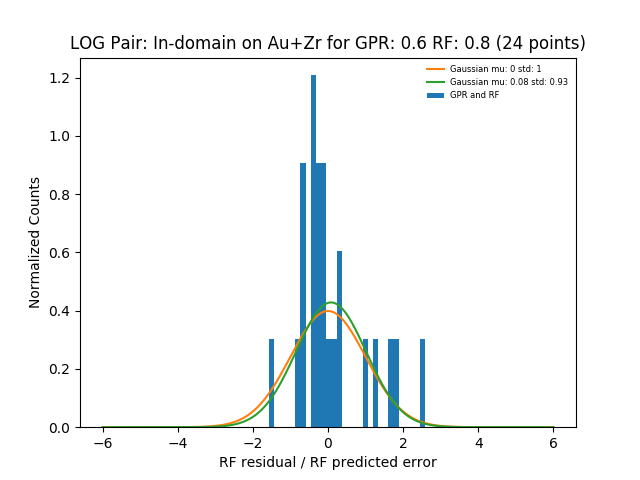 LOG Pair: In-domain on Au+Zr for GPR: 0.6 RF: 0.8 (24 points)
Gaussian mu: 0 std: 1
Gaussian mu: 0.08 std: 0.93
GPR and RF
Normalized Counts
1.2
1.0
0.8
0.6
0.4
0.2
0.0
−6 −4 −2 0 2 4 6
RF residual / RF predicted error